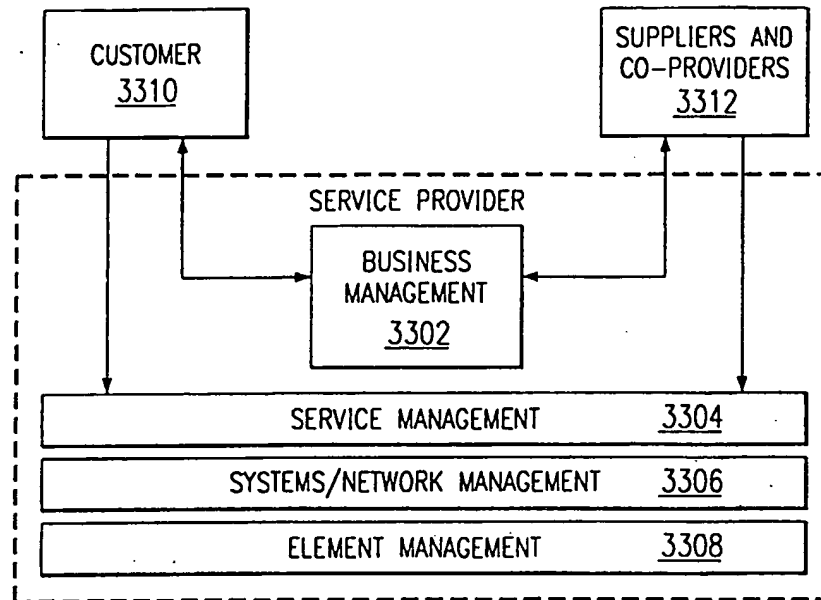 CUSTOMER
3310
SUPPLIERS AND
CO-PROVIDERS
3312
SERVICE PROVIDER
BUSINESS
MANAGEMENT
3302
SERVICE MANAGEMENT 3304
SYSTEMS/NETWORK MANAGEMENT 3306
ELEMENT MANAGEMENT 3308